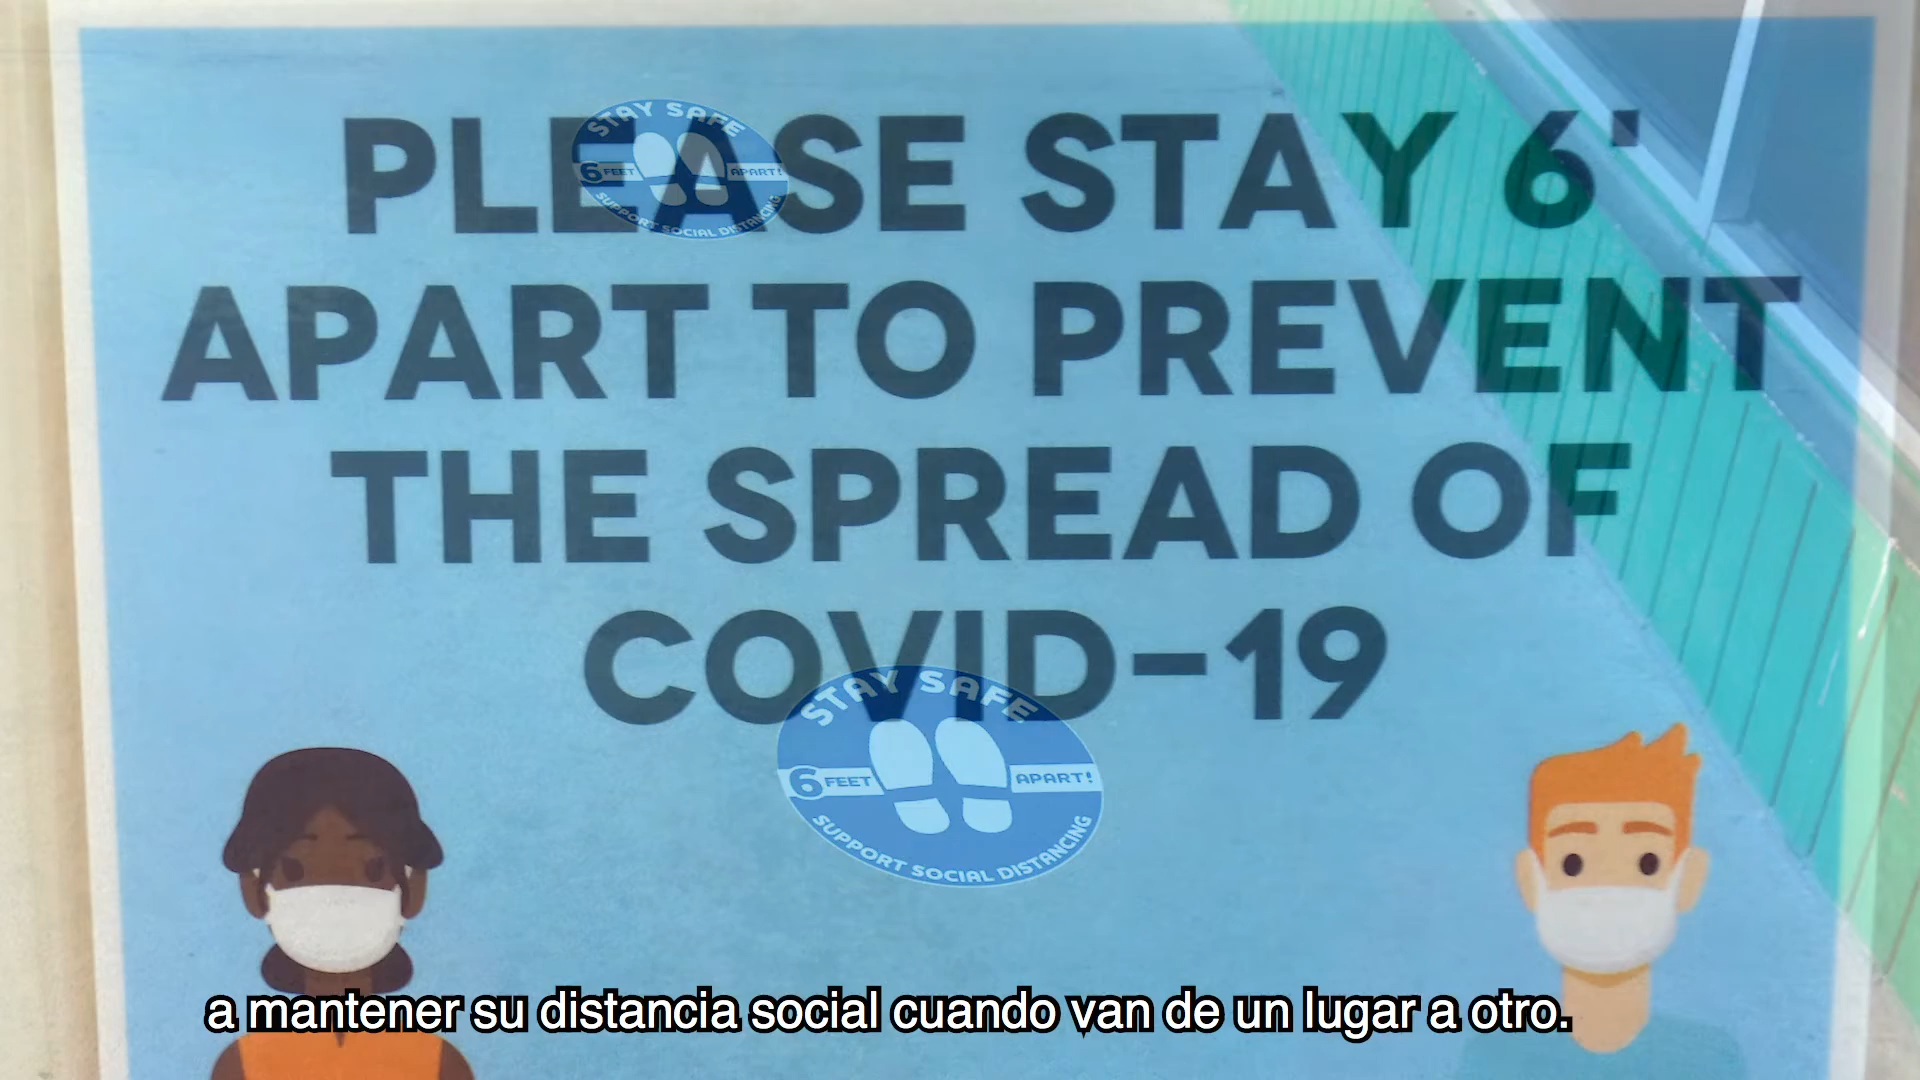 PLEASE STAY 6'
APART TO PREVENT
THE SPREAD OF
COVID-19
STAY SAFE
6 FEET APART!
SUPPORT SOCIAL DISTANCING
STAY SAFE
6 FEET APART!
SUPPORT SOCIAL DISTANCING
a mantener su distancia social cuando van de un lugar a otro.